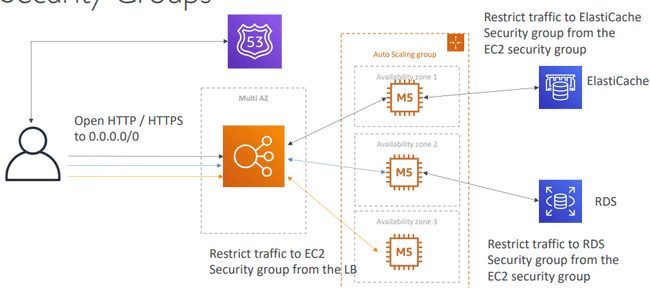 Security Groups
Restrict traffic to ElastiCache
Security group from the
EC2 security group
53
Auto Scaling group
Availability zone 1
M5
ElastiCache
Multi AZ
Open HTTP / HTTPS
to 0.0.0.0/0
Availability zone 2
M5
RDS
Availability zone 3
M5
Restrict traffic to EC2
Security group from the LB
Restrict traffic to RDS
Security group from the
EC2 security group